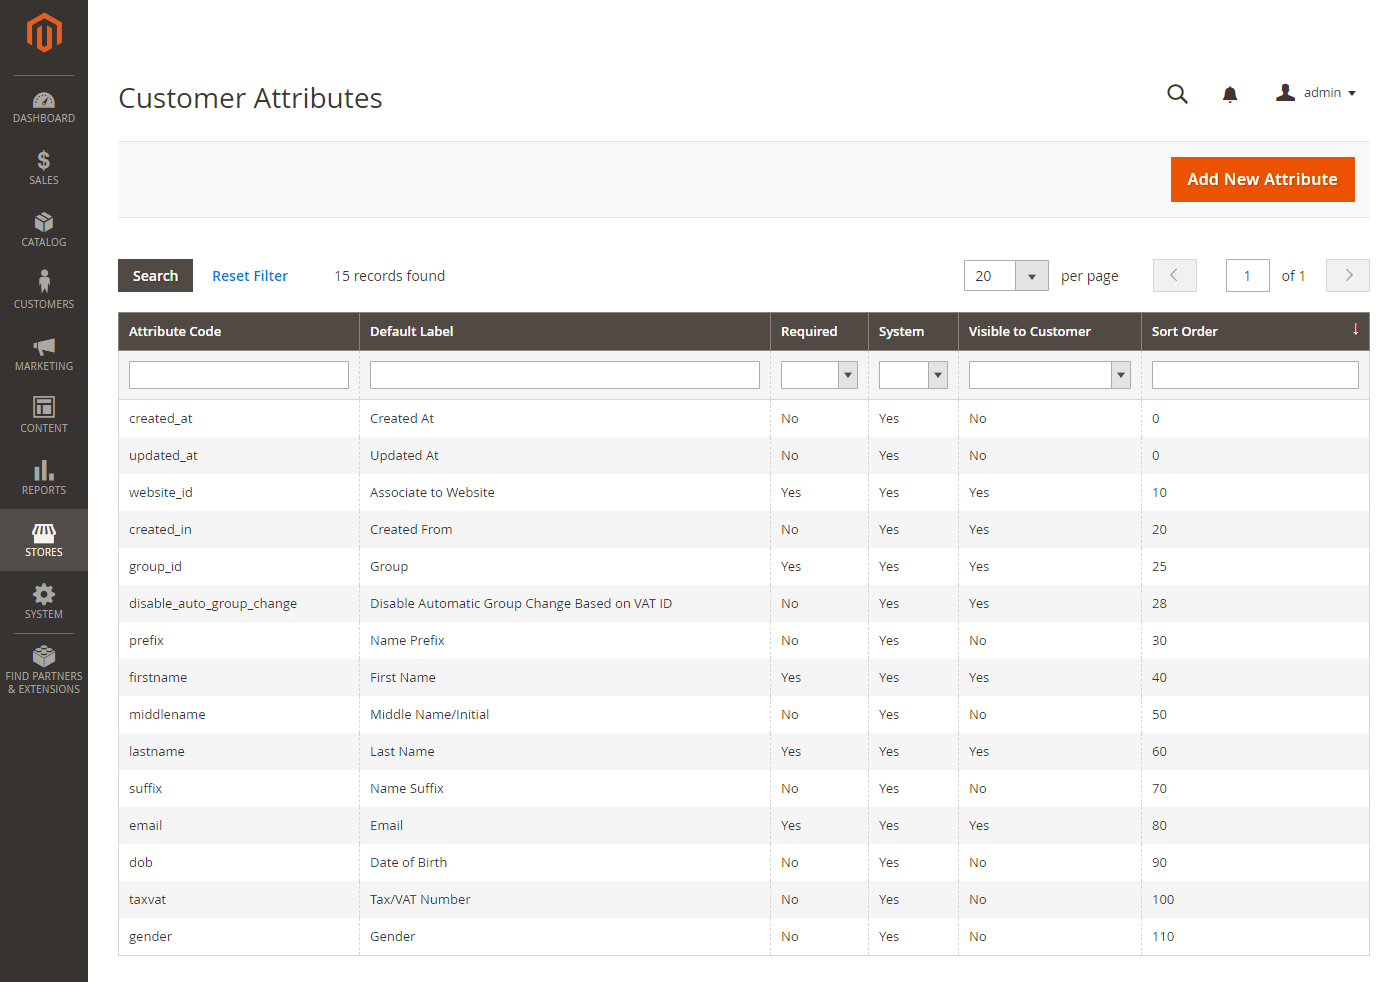 DASHBOARD
SALES
CATALOG
CUSTOMERS
MARKETING
CONTENT
REPORTS
STORES
SYSTEM
FIND PARTNERS
& EXTENSIONS
Customer Attributes
admin
Add New Attribute
Search Reset Filter 15 records found 20 per page 1 of 1
Attribute Code Default Label Required System Visible to Customer Sort Order
created_at Created At No Yes No 0
updated_at Updated At No Yes No 0
website_id Associate to Website Yes Yes Yes 10
created_in Created From No Yes Yes 20
group_id Group Yes Yes Yes 25
disable_auto_group_change Disable Automatic Group Change Based on VAT ID No Yes Yes 28
prefix Name Prefix No Yes No 30
firstname First Name Yes Yes Yes 40
middlename Middle Name/Initial No Yes No 50
lastname Last Name Yes Yes Yes 60
suffix Name Suffix No Yes No 70
email Email Yes Yes Yes 80
dob Date of Birth No Yes No 90
taxvat Tax/VAT Number No Yes No 100
gender Gender No Yes No 110